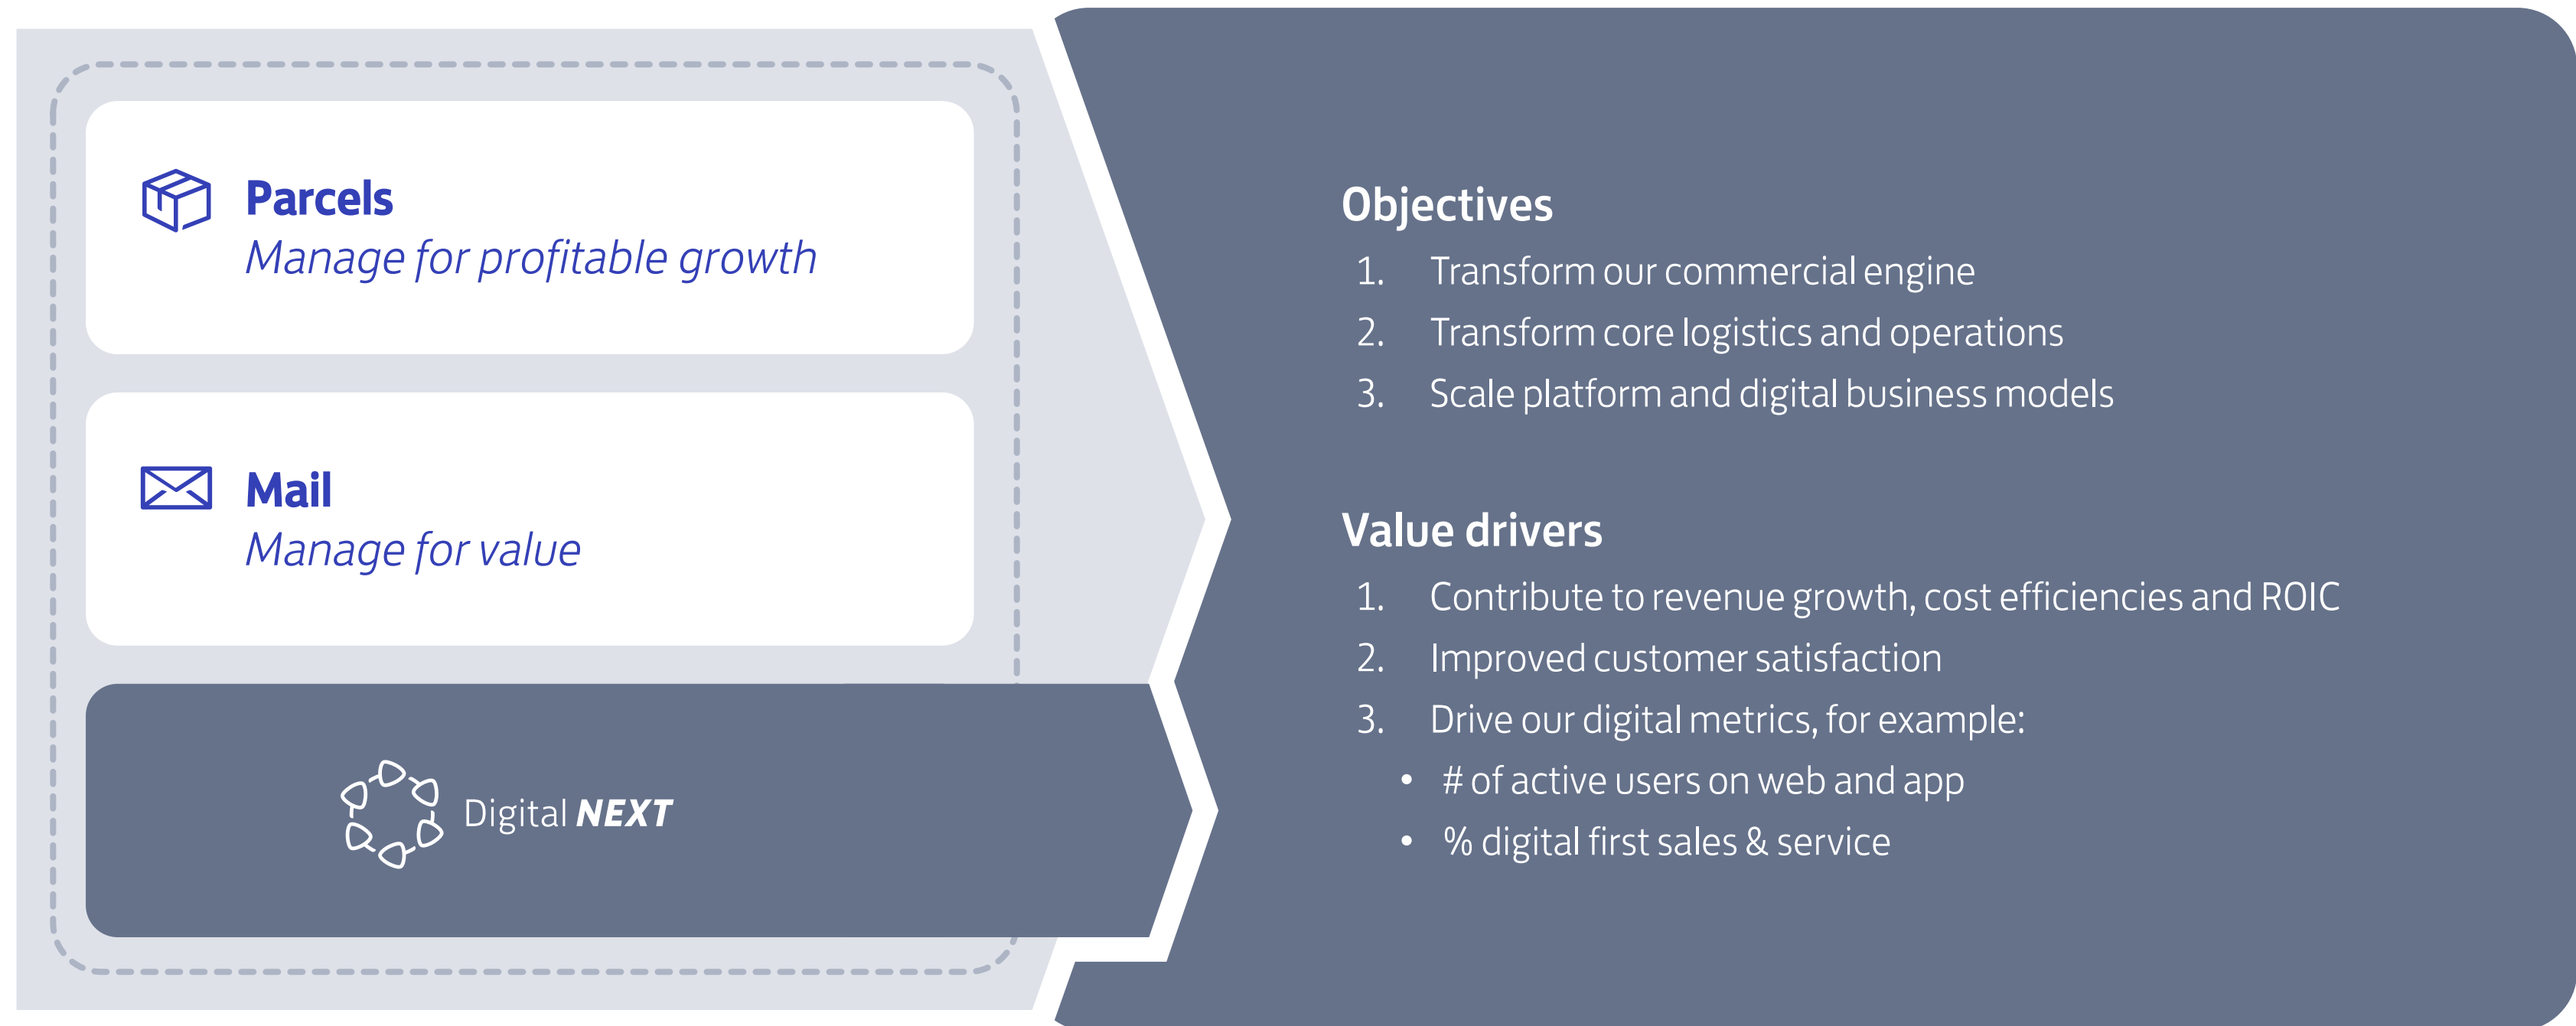 Parcels
Manage for profitable growth
Mail
Manage for value
Digital NEXT
Objectives
1. Transform our commercial engine
2. Transform core logistics and operations
3. Scale platform and digital business models
Value drivers
1. Contribute to revenue growth, cost efficiencies and ROIC
2. Improved customer satisfaction
3. Drive our digital metrics, for example:
• # of active users on web and app
• % digital first sales & service